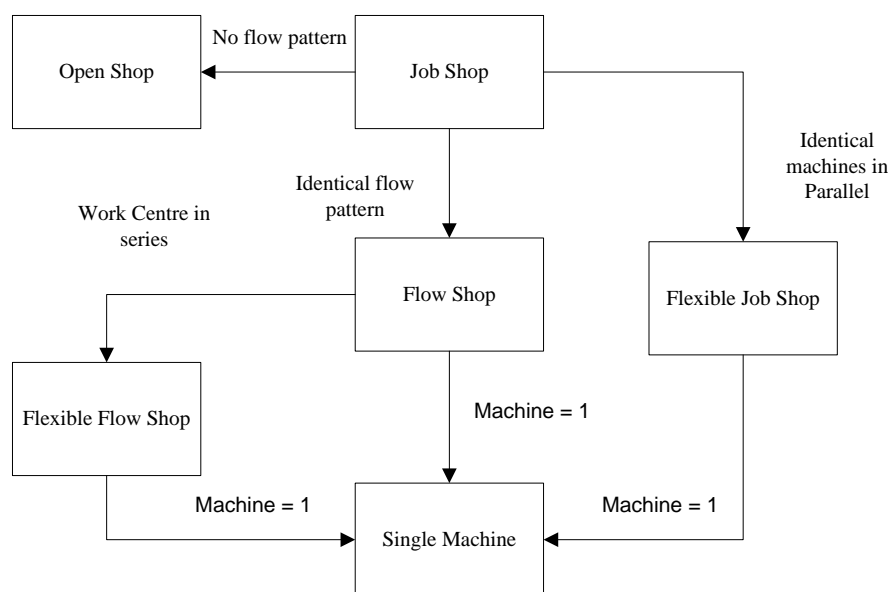 No flow pattern
Open Shop
Job Shop
Identical
machines in
Parallel
Identical flow
pattern
Work Centre in
series
Flow Shop
Flexible Job Shop
Flexible Flow Shop
Machine = 1
Machine = 1
Machine = 1
Single Machine